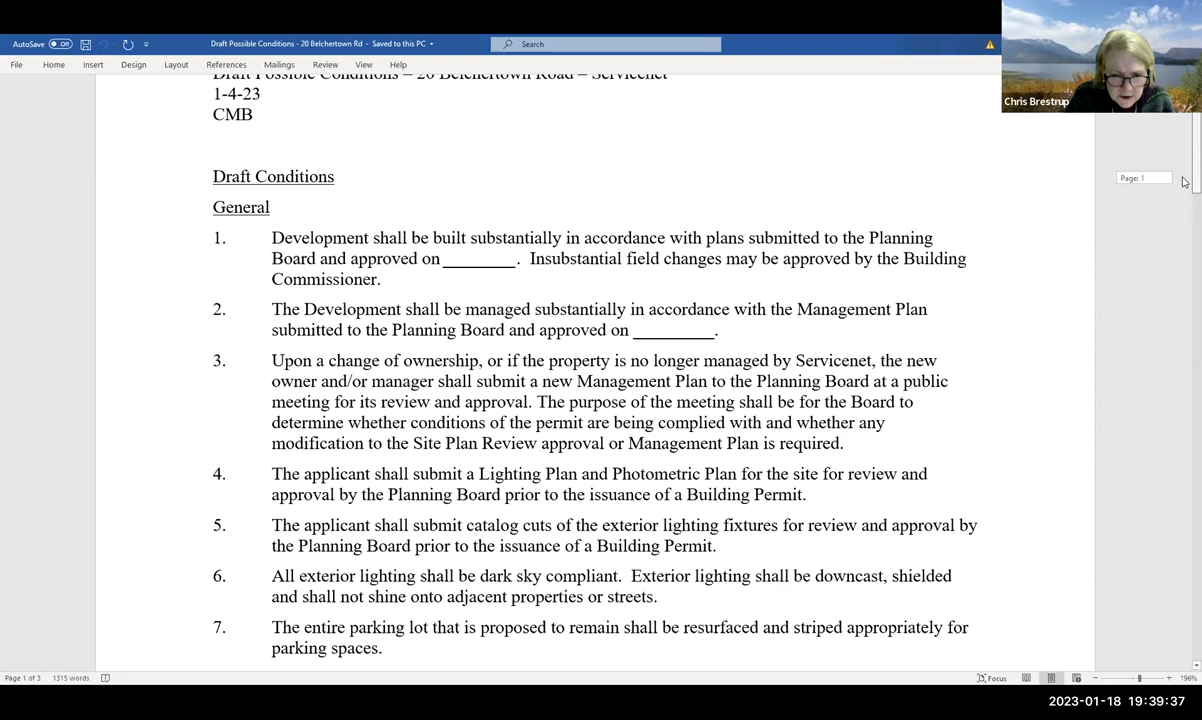 AutoSave Off
Draft Possible Conditions - 20 Belchertown Rd - Saved to this PC
Search
File Home Insert Design Layout References Mailings Review View Help
Chris Brestrup
Draft Possible Conditions – 20 Belchertown Road – Servicenet
1-4-23
CMB
Page: 1
Draft Conditions
General
1. Development shall be built substantially in accordance with plans submitted to the Planning
Board and approved on ________. Insubstantial field changes may be approved by the Building
Commissioner.
2. The Development shall be managed substantially in accordance with the Management Plan
submitted to the Planning Board and approved on _________.
3. Upon a change of ownership, or if the property is no longer managed by Servicenet, the new
owner and/or manager shall submit a new Management Plan to the Planning Board at a public
meeting for its review and approval. The purpose of the meeting shall be for the Board to
determine whether conditions of the permit are being complied with and whether any
modification to the Site Plan Review approval or Management Plan is required.
4. The applicant shall submit a Lighting Plan and Photometric Plan for the site for review and
approval by the Planning Board prior to the issuance of a Building Permit.
5. The applicant shall submit catalog cuts of the exterior lighting fixtures for review and approval by
the Planning Board prior to the issuance of a Building Permit.
6. All exterior lighting shall be dark sky compliant. Exterior lighting shall be downcast, shielded
and shall not shine onto adjacent properties or streets.
7. The entire parking lot that is proposed to remain shall be resurfaced and striped appropriately for
parking spaces.
Page 1 of 3 1315 words Focus 196%
2023-01-18 19:39:37